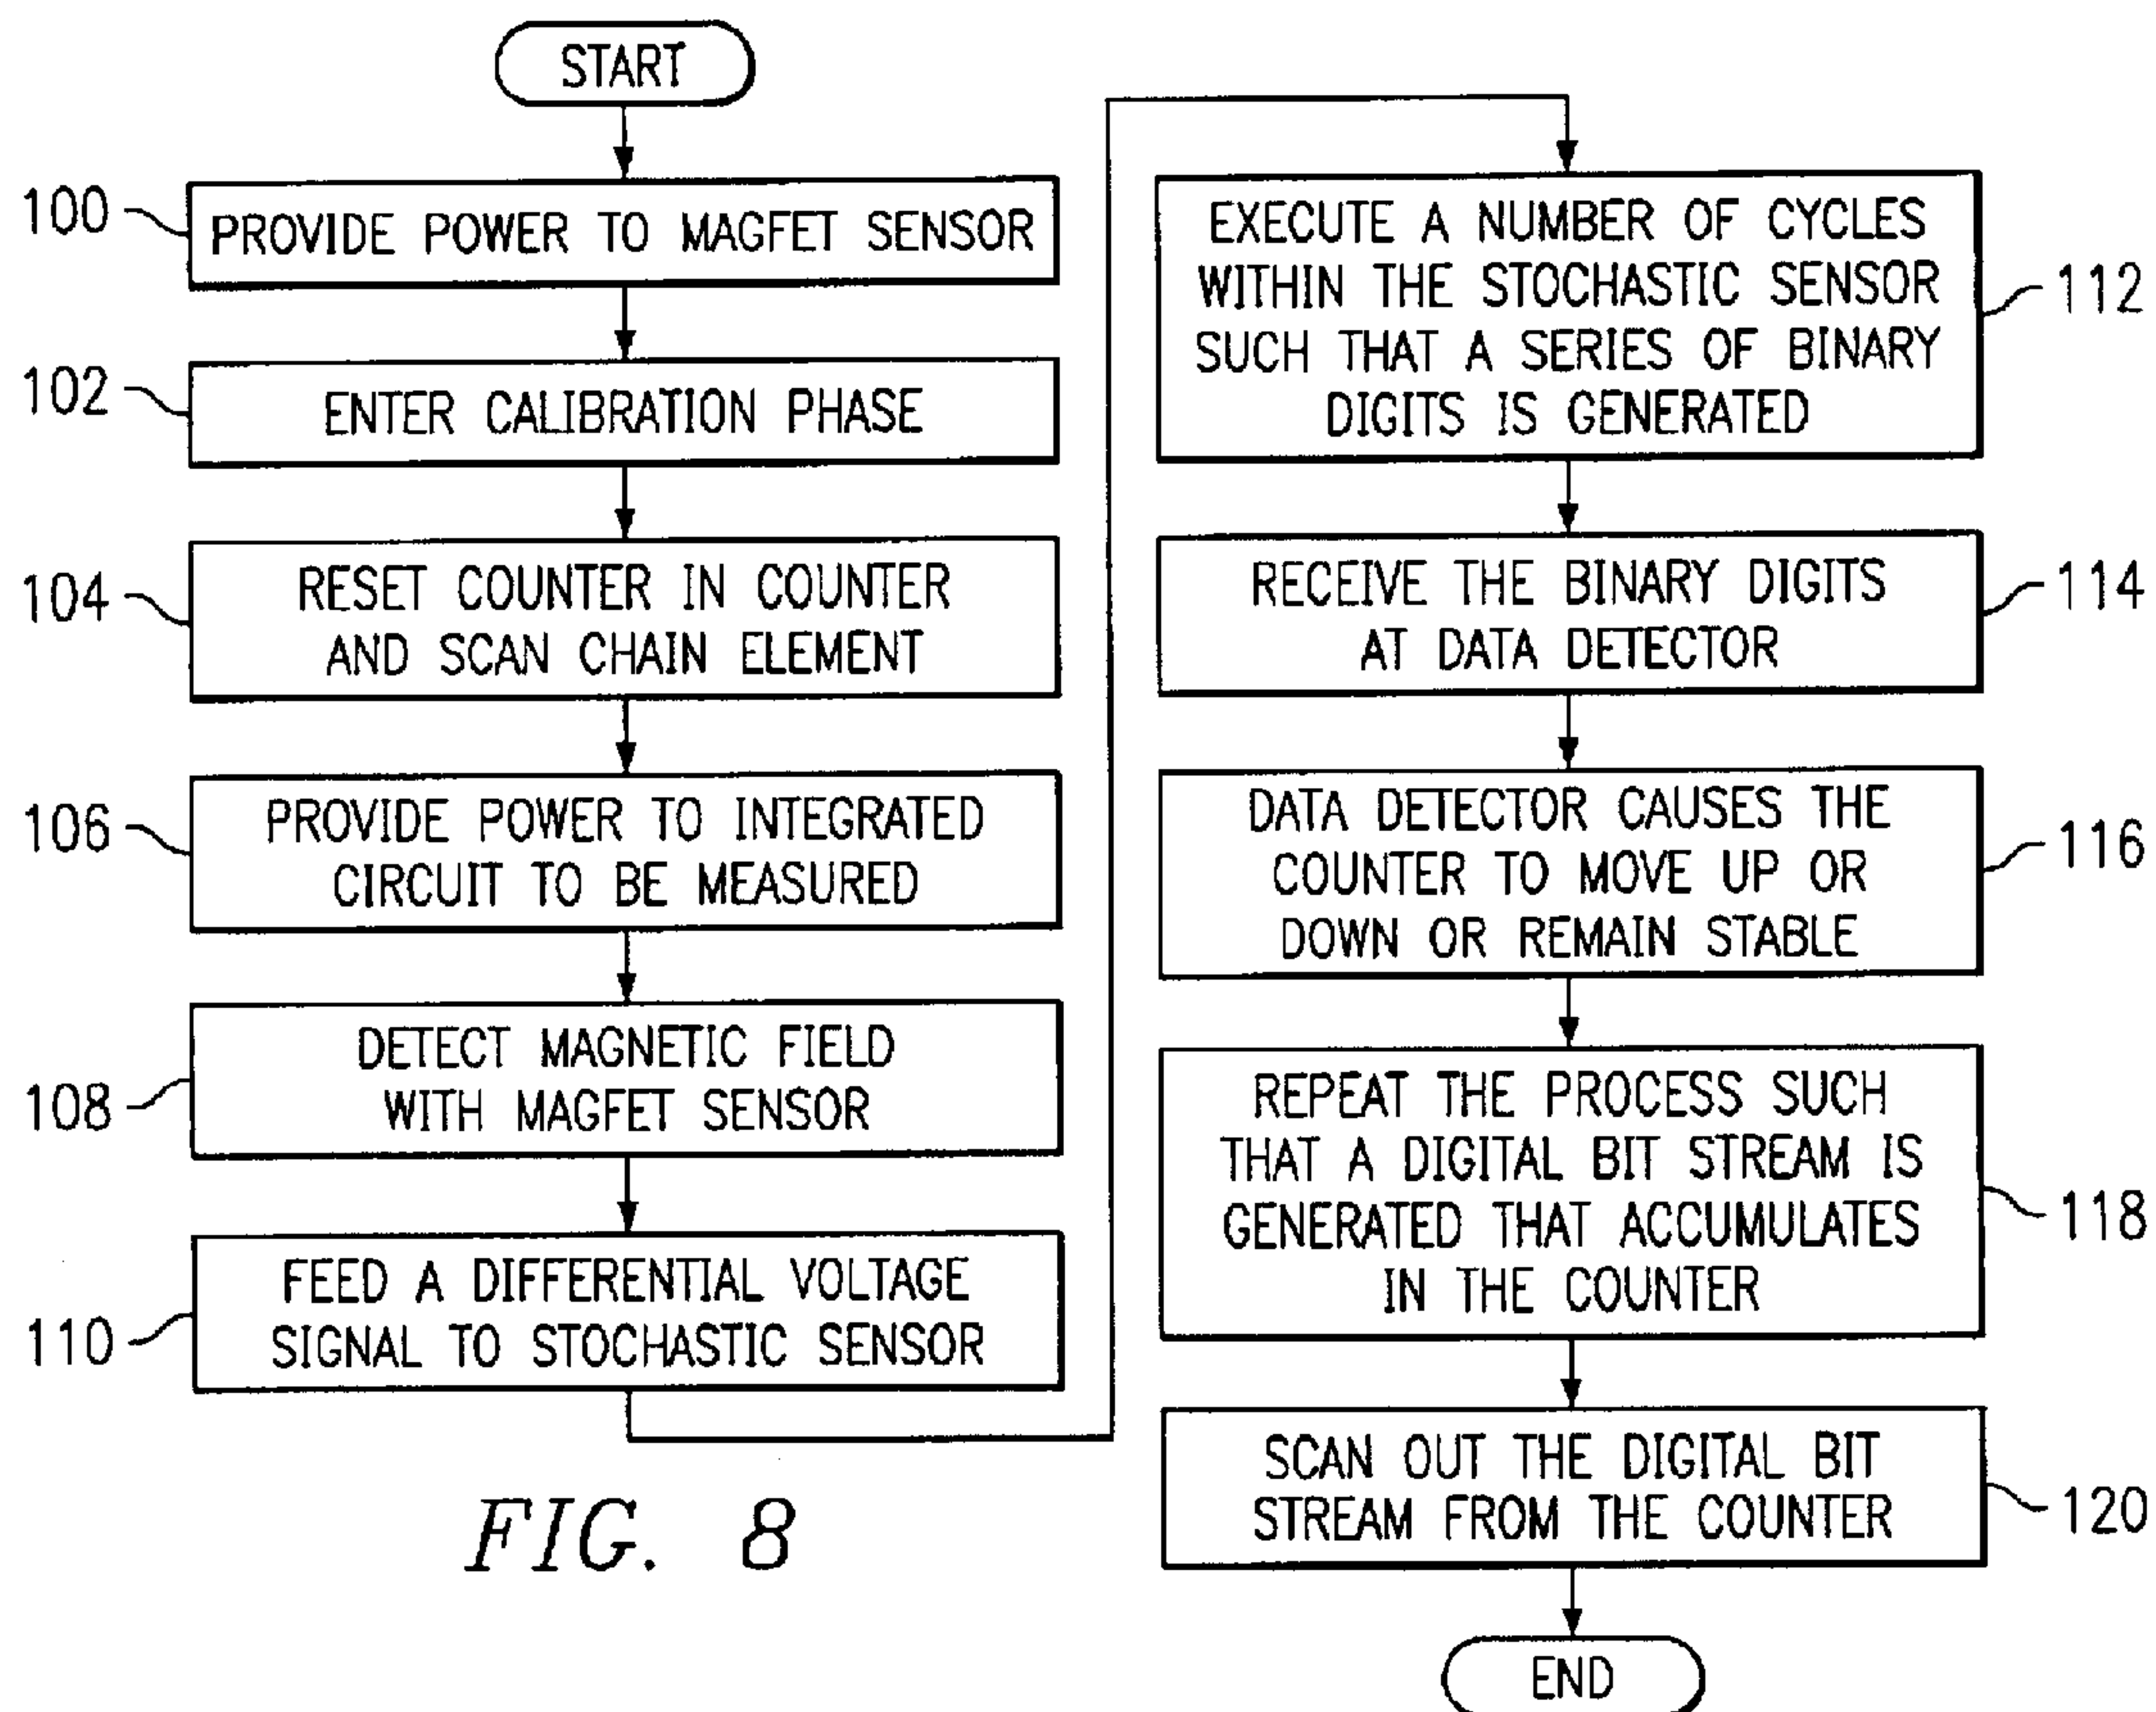 START
100
PROVIDE POWER TO MAGFET SENSOR
102
ENTER CALIBRATION PHASE
104
RESET COUNTER IN COUNTER
AND SCAN CHAIN ELEMENT
106
PROVIDE POWER TO INTEGRATED
CIRCUIT TO BE MEASURED
108
DETECT MAGNETIC FIELD
WITH MAGFET SENSOR
110
FEED A DIFFERENTIAL VOLTAGE
SIGNAL TO STOCHASTIC SENSOR
EXECUTE A NUMBER OF CYCLES
WITHIN THE STOCHASTIC SENSOR
SUCH THAT A SERIES OF BINARY
DIGITS IS GENERATED
112
RECEIVE THE BINARY DIGITS
AT DATA DETECTOR
114
DATA DETECTOR CAUSES THE
COUNTER TO MOVE UP OR
DOWN OR REMAIN STABLE
116
REPEAT THE PROCESS SUCH
THAT A DIGITAL BIT STREAM IS
GENERATED THAT ACCUMULATES
IN THE COUNTER
118
SCAN OUT THE DIGITAL BIT
STREAM FROM THE COUNTER
120
END
FIG. 8